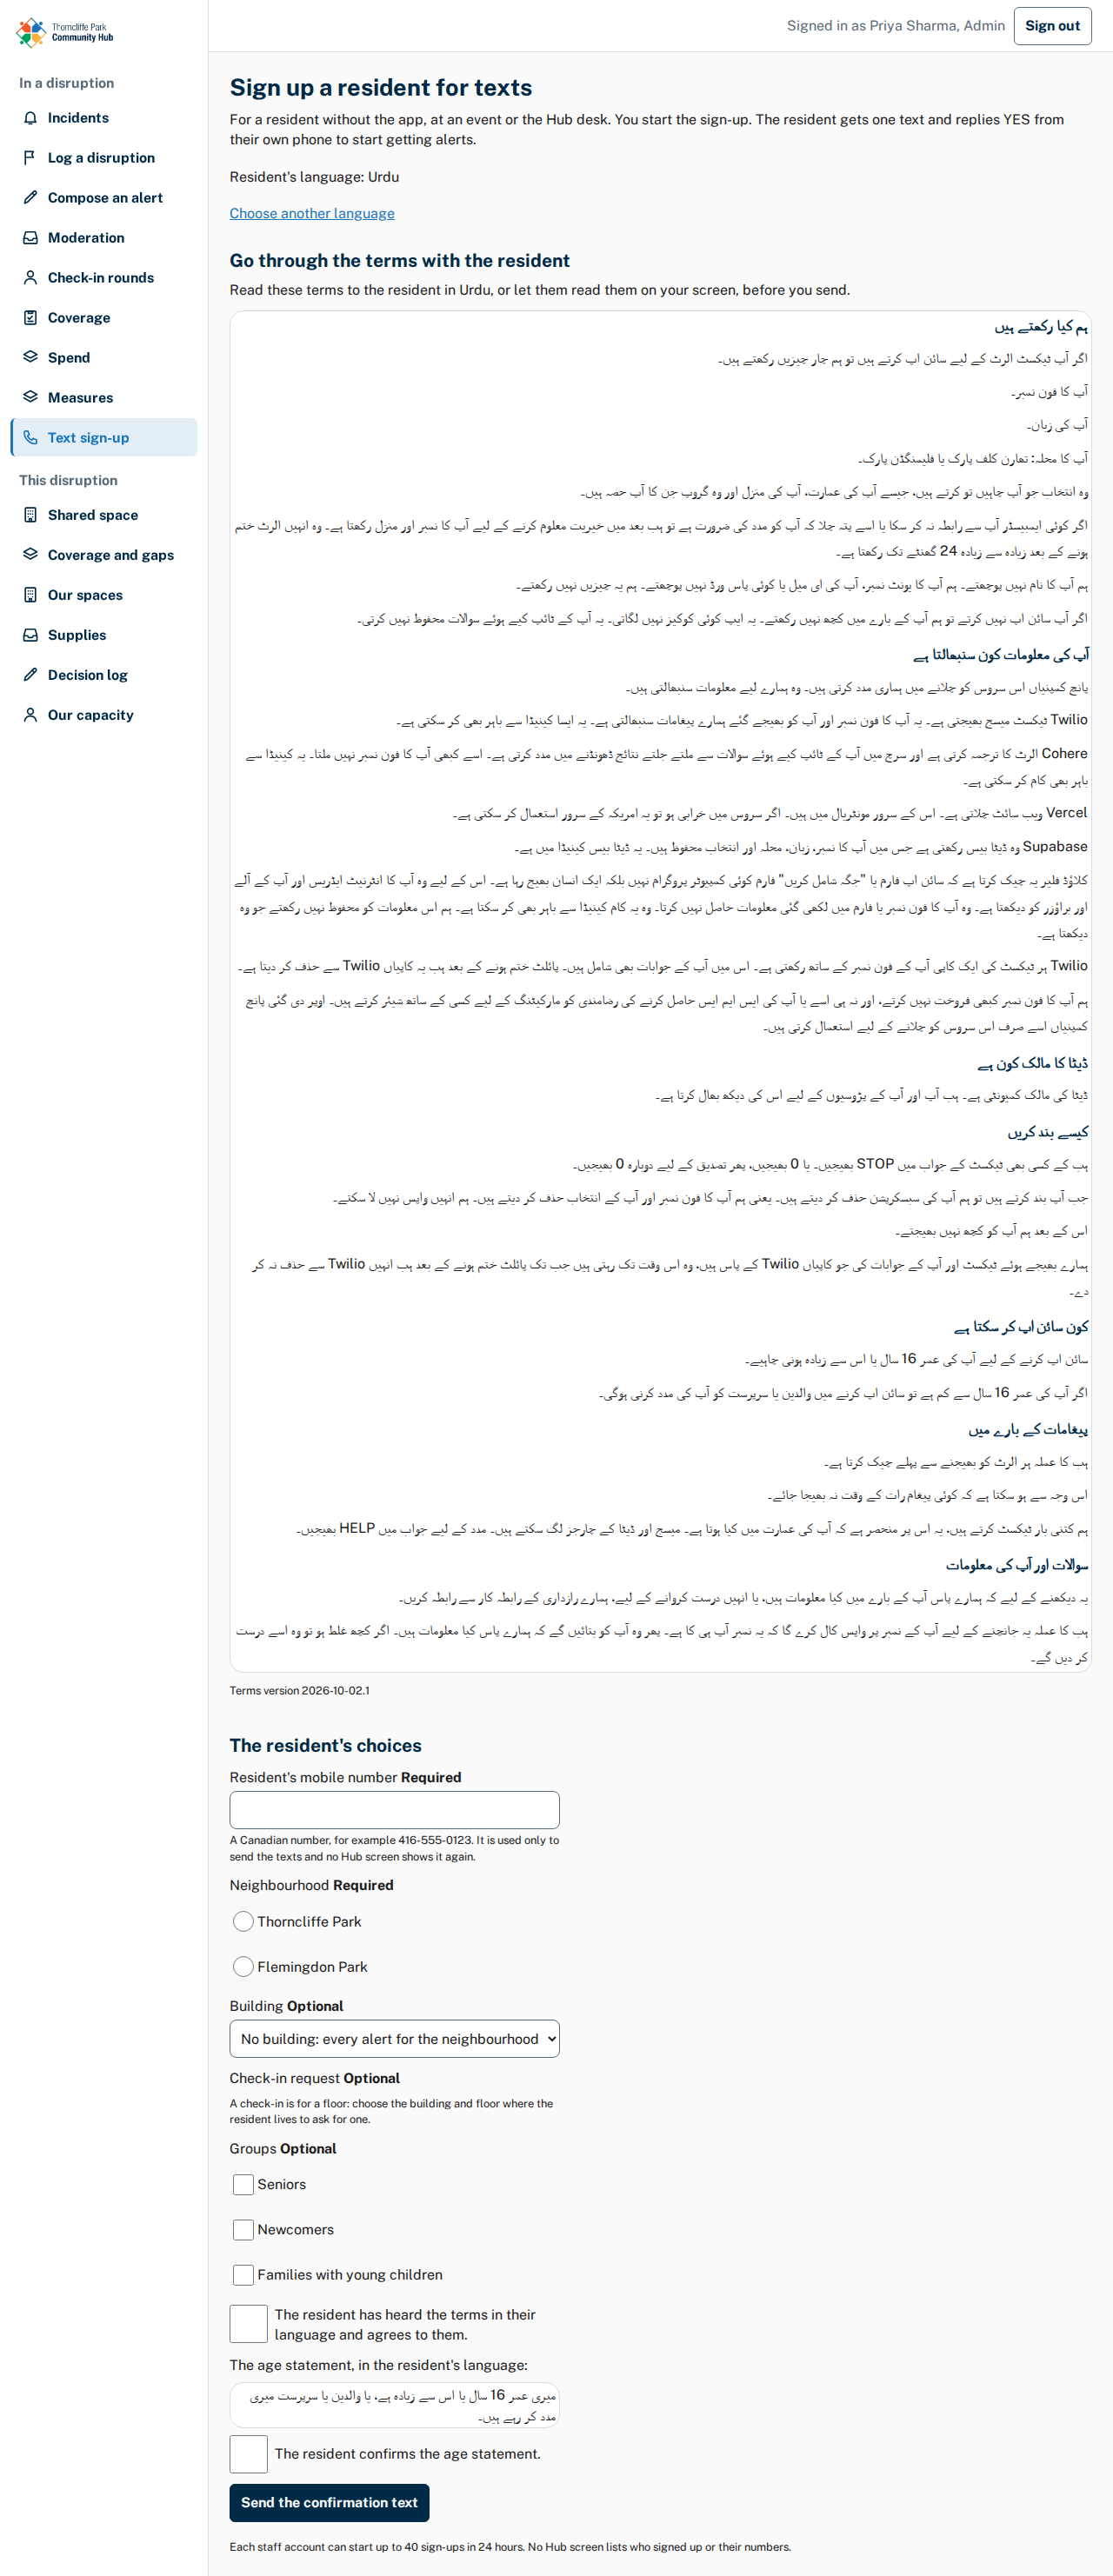 Thorncliffe Park
Community Hub
Signed in as Priya Sharma, Admin
Sign out
In a disruption
Incidents
Log a disruption
Compose an alert
Moderation
Check-in rounds
Coverage
Spend
Measures
Text sign-up
This disruption
Shared space
Coverage and gaps
Our spaces
Supplies
Decision log
Our capacity
Sign up a resident for texts
For a resident without the app, at an event or the Hub desk. You start the sign-up. The resident gets one text and replies YES from
their own phone to start getting alerts.
Resident's language: Urdu
Choose another language
Go through the terms with the resident
Read these terms to the resident in Urdu, or let them read them on your screen, before you send.
ہم کیا رکھتے ہیں
اگر آپ ٹیکسٹ الرٹ کے لیے سائن اپ کرتے ہیں تو ہم چار چیزیں رکھتے ہیں۔
آپ کا فون نمبر۔
آپ کی زبان۔
آپ کا محلہ: تھارن کلف پارک یا فلیمنگڈن پارک۔
وہ انتخاب جو آپ چاہیں تو کرتے ہیں، جیسے آپ کی عمارت، آپ کی منزل اور وہ گروپ جن کا آپ حصہ ہیں۔
اگر کوئی ایمبیسڈر آپ سے رابطہ نہ کر سکا یا اسے پتہ چلا کہ آپ کو مدد کی ضرورت ہے تو ہب بعد میں خیریت معلوم کرنے کے لیے آپ کا نمبر اور منزل رکھتا ہے۔ وہ انہیں الرٹ ختم
ہونے کے بعد زیادہ سے زیادہ 24 گھنٹے تک رکھتا ہے۔
ہم آپ کا نام نہیں پوچھتے۔ ہم آپ کا یونٹ نمبر، آپ کی ای میل یا کوئی پاس ورڈ نہیں پوچھتے۔ ہم یہ چیزیں نہیں رکھتے۔
اگر آپ سائن اپ نہیں کرتے تو ہم آپ کے بارے میں کچھ نہیں رکھتے۔ یہ ایپ کوئی کوکیز نہیں لگاتی۔ یہ آپ کے ٹائپ کیے ہوئے سوالات محفوظ نہیں کرتی۔
آپ کی معلومات کون سنبھالتا ہے
پانچ کمپنیاں اس سروس کو چلانے میں ہماری مدد کرتی ہیں۔ وہ ہمارے لیے معلومات سنبھالتی ہیں۔
Twilio ٹیکسٹ میسج بھیجتی ہے۔ یہ آپ کا فون نمبر اور آپ کو بھیجے گئے ہمارے پیغامات سنبھالتی ہے۔ یہ ایسا کینیڈا سے باہر بھی کر سکتی ہے۔
Cohere الرٹ کا ترجمہ کرتی ہے اور سرچ میں آپ کے ٹائپ کیے ہوئے سوالات سے ملتے جلتے نتائج ڈھونڈنے میں مدد کرتی ہے۔ اسے کبھی آپ کا فون نمبر نہیں ملتا۔ یہ کینیڈا سے
باہر بھی کام کر سکتی ہے۔
Vercel ویب سائٹ چلاتی ہے۔ اس کے سرور مونٹریال میں ہیں۔ اگر سروس میں خرابی ہو تو یہ امریکہ کے سرور استعمال کر سکتی ہے۔
Supabase وہ ڈیٹا بیس رکھتی ہے جس میں آپ کا نمبر، زبان، محلہ اور انتخاب محفوظ ہیں۔ یہ ڈیٹا بیس کینیڈا میں ہے۔
کلاؤڈ فلیر یہ چیک کرتا ہے کہ سائن اپ فارم یا "جگہ شامل کریں" فارم کوئی کمپیوٹر پروگرام نہیں بلکہ ایک انسان بھیج رہا ہے۔ اس کے لیے وہ آپ کا انٹرنیٹ ایڈریس اور آپ کے آلے
اور براؤزر کو دیکھتا ہے۔ وہ آپ کا فون نمبر یا فارم میں لکھی گئی معلومات حاصل نہیں کرتا۔ وہ یہ کام کینیڈا سے باہر بھی کر سکتا ہے۔ ہم اس معلومات کو محفوظ نہیں رکھتے جو وہ
دیکھتا ہے۔
Twilio ہر ٹیکسٹ کی ایک کاپی آپ کے فون نمبر کے ساتھ رکھتی ہے۔ اس میں آپ کے جوابات بھی شامل ہیں۔ پائلٹ ختم ہونے کے بعد ہب یہ کاپیاں Twilio سے حذف کر دیتا ہے۔
ہم آپ کا فون نمبر کبھی فروخت نہیں کرتے، اور نہ ہی اسے یا آپ کی ایس ایم ایس حاصل کرنے کی رضامندی کو مارکیٹنگ کے لیے کسی کے ساتھ شیئر کرتے ہیں۔ اوپر دی گئی پانچ
کمپنیاں اسے صرف اس سروس کو چلانے کے لیے استعمال کرتی ہیں۔
ڈیٹا کا مالک کون ہے
ڈیٹا کی مالک کمیونٹی ہے۔ ہب آپ اور آپ کے پڑوسیوں کے لیے اس کی دیکھ بھال کرتا ہے۔
کیسے بند کریں
ہب کے کسی بھی ٹیکسٹ کے جواب میں STOP بھیجیں۔ یا 0 بھیجیں، پھر تصدیق کے لیے دوبارہ 0 بھیجیں۔
جب آپ بند کرتے ہیں تو ہم آپ کی سبسکرپشن حذف کر دیتے ہیں۔ یعنی ہم آپ کا فون نمبر اور آپ کے انتخاب حذف کر دیتے ہیں۔ ہم انہیں واپس نہیں لا سکتے۔
اس کے بعد ہم آپ کو کچھ نہیں بھیجتے۔
ہمارے بھیجے ہوئے ٹیکسٹ اور آپ کے جوابات کی جو کاپیاں Twilio کے پاس ہیں، وہ اس وقت تک رہتی ہیں جب تک پائلٹ ختم ہونے کے بعد ہب انہیں Twilio سے حذف نہ کر
دے۔
کون سائن اپ کر سکتا ہے
سائن اپ کرنے کے لیے آپ کی عمر 16 سال یا اس سے زیادہ ہونی چاہیے۔
اگر آپ کی عمر 16 سال سے کم ہے تو سائن اپ کرنے میں والدین یا سرپرست کو آپ کی مدد کرنی ہوگی۔
پیغامات کے بارے میں
ہب کا عملہ ہر الرٹ کو بھیجنے سے پہلے چیک کرتا ہے۔
اس وجہ سے ہو سکتا ہے کہ کوئی پیغام رات کے وقت نہ بھیجا جائے۔
ہم کتنی بار ٹیکسٹ کرتے ہیں، یہ اس پر منحصر ہے کہ آپ کی عمارت میں کیا ہوتا ہے۔ میسج اور ڈیٹا کے چارجز لگ سکتے ہیں۔ مدد کے لیے جواب میں HELP بھیجیں۔
سوالات اور آپ کی معلومات
یہ دیکھنے کے لیے کہ ہمارے پاس آپ کے بارے میں کیا معلومات ہیں، یا انہیں درست کروانے کے لیے، ہمارے رازداری کے رابطہ کار سے رابطہ کریں۔
ہب کا عملہ یہ جانچنے کے لیے آپ کے نمبر پر واپس کال کرے گا کہ یہ نمبر آپ ہی کا ہے۔ پھر وہ آپ کو بتائیں گے کہ ہمارے پاس کیا معلومات ہیں۔ اگر کچھ غلط ہو تو وہ اسے درست
کر دیں گے۔
Terms version 2026-10-02.1
The resident's choices
Resident's mobile number Required
A Canadian number, for example 416-555-0123. It is used only to
send the texts and no Hub screen shows it again.
Neighbourhood Required
Thorncliffe Park
Flemingdon Park
Building Optional
No building: every alert for the neighbourhood
Check-in request Optional
A check-in is for a floor: choose the building and floor where the
resident lives to ask for one.
Groups Optional
Seniors
Newcomers
Families with young children
The resident has heard the terms in their
language and agrees to them.
The age statement, in the resident's language:
میری عمر 16 سال یا اس سے زیادہ ہے، یا والدین یا سرپرست میری
مدد کر رہے ہیں۔
The resident confirms the age statement.
Send the confirmation text
Each staff account can start up to 40 sign-ups in 24 hours. No Hub screen lists who signed up or their numbers.